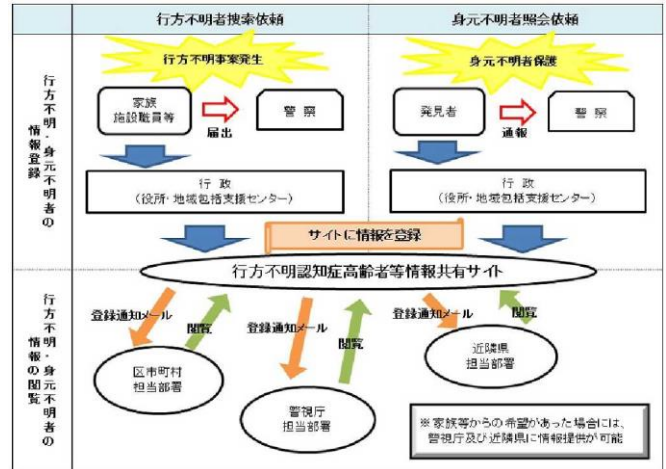 行方不明者捜索依頼
身元不明者照会依頼
行方不明・身元不明者の
情報登録
行方不明事案発生
身元不明者保護
家族
施設職員等
届出
警察
発見者
通報
警察
行政
(役所・地域包括支援センター)
行政
(役所・地域包括支援センター)
サイトに情報を登録
行方不明認知症高齢者等情報共有サイト
行方不明・身元不明者の
情報の閲覧
登録通知メール
閲覧
登録通知メール
閲覧
登録通知メール
閲覧
区市町村
担当部署
警視庁
担当部署
近隣県
担当部署
※家族等からの希望があった場合には、
警視庁及び近隣県に情報提供が可能